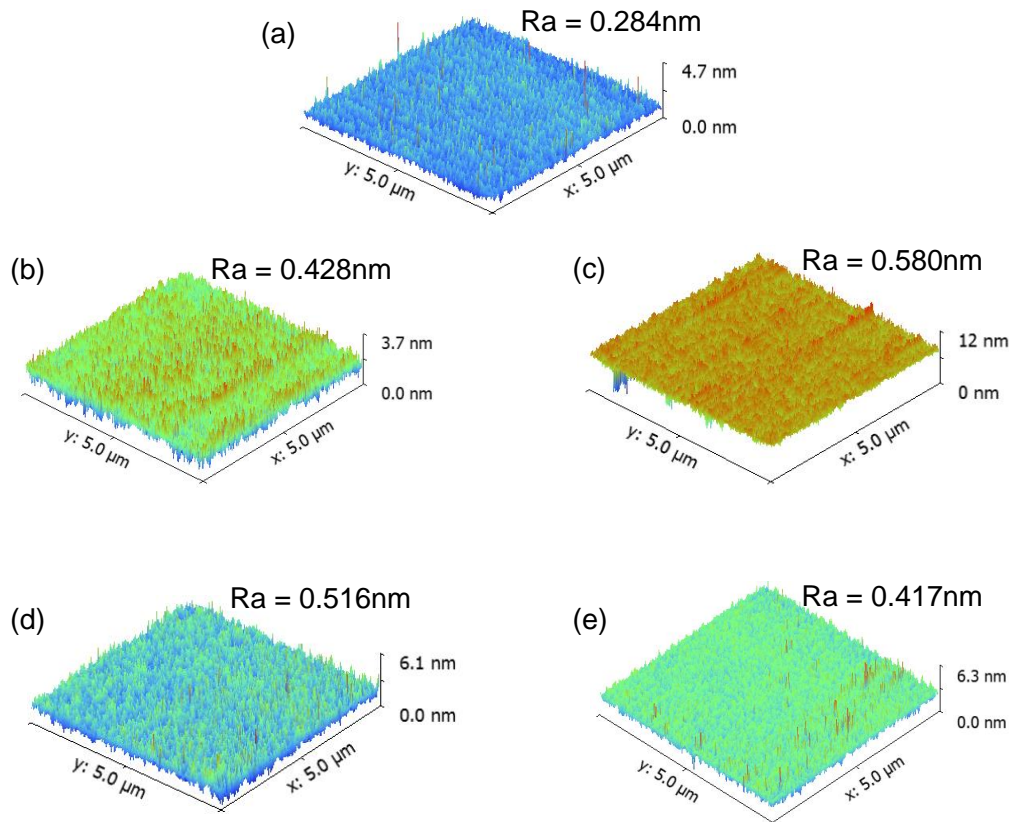 (a)
Ra = 0.284nm
4.7 nm
0.0 nm
y: 5.0 µm
x: 5.0 µm
(b)
Ra = 0.428nm
3.7 nm
0.0 nm
y: 5.0 µm
x: 5.0 µm
(c)
Ra = 0.580nm
12 nm
0 nm
y: 5.0 µm
x: 5.0 µm
(d)
Ra = 0.516nm
6.1 nm
0.0 nm
y: 5.0 µm
x: 5.0 µm
(e)
Ra = 0.417nm
6.3 nm
0.0 nm
y: 5.0 µm
x: 5.0 µm